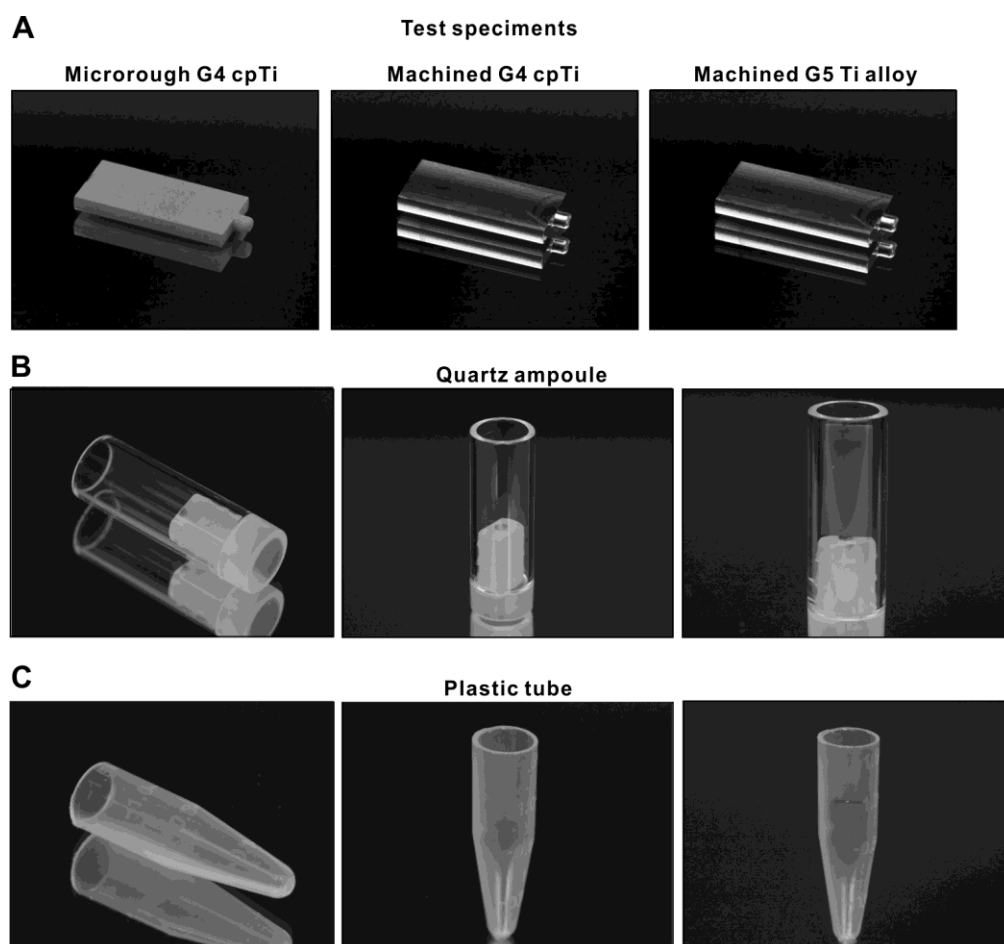 A
Test speciments
Microrough G4 cpTi
Machined G4 cpTi
Machined G5 Ti alloy
B
Quartz ampoule
C
Plastic tube